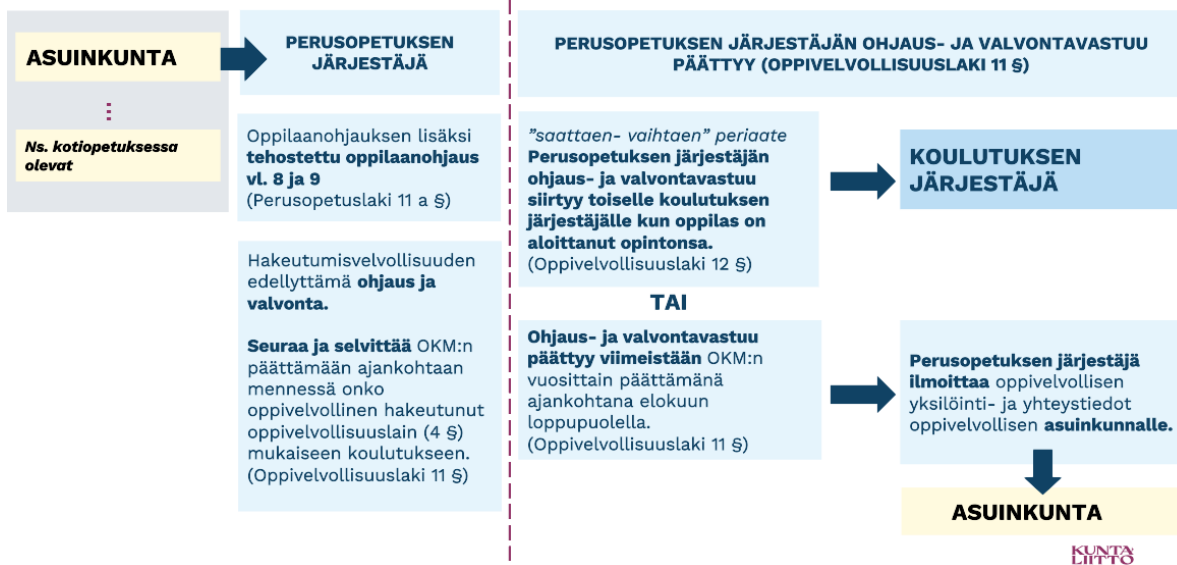 ASUINKUNTA
Ns. kotiopetuksessa
olevat
PERUSOPETUKSEN
JÄRJESTÄJÄ
Oppilaanohjauksen lisäksi
tehostettu oppilaanohjaus
vl. 8 ja 9
(Perusopetuslaki 11 a §)
Hakeutumisvelvollisuuden
edellyttämä ohjaus ja
valvonta.
Seuraa ja selvittää OKM:n
päättämään ajankohtaan
mennessä onko
oppivelvollinen hakeutunut
oppivelvollisuuslain (4 §)
mukaiseen koulutukseen.
(Oppivelvollisuuslaki 11 §)
PERUSOPETUKSEN JÄRJESTÄJÄN OHJAUS- JA VALVONTAVASTUU
PÄÄTTYY (OPPIVELVOLLISUUSLAKI 11 §)
”saattaen- vaihtaen” periaate
Perusopetuksen järjestäjän
ohjaus- ja valvontavastuu
siirtyy toiselle koulutuksen
järjestäjälle kun oppilas on
aloittanut opintonsa.
(Oppivelvollisuuslaki 12 §)
KOULUTUKSEN
JÄRJESTÄJÄ
TAI
Ohjaus- ja valvontavastuu
päättyy viimeistään OKM:n
vuosittain päättämänä
ajankohtana elokuun
loppupuolella.
(Oppivelvollisuuslaki 11 §)
Perusopetuksen järjestäjä
ilmoittaa oppivelvollisen
yksilöinti- ja yhteystiedot
oppivelvollisen asuinkunnalle.
ASUINKUNTA
KUNTA
LIITTO